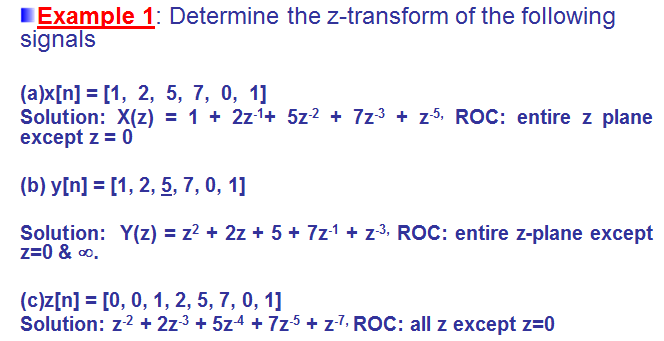 Example 1: Determine the z-transform of the following
signals
(a)x[n] = [1, 2, 5, 7, 0, 1]
Solution: X(z) = 1 + 2z-1+ 5z-2 + 7z-3 + z-5, ROC: entire z plane
except z = 0
(b) y[n] = [1, 2, 5, 7, 0, 1]
Solution: Y(z) = z2 + 2z + 5 + 7z-1 + z-3, ROC: entire z-plane except
z=0 & ∞.
(c)z[n] = [0, 0, 1, 2, 5, 7, 0, 1]
Solution: z-2 + 2z-3 + 5z-4 + 7z-5 + z-7, ROC: all z except z=0